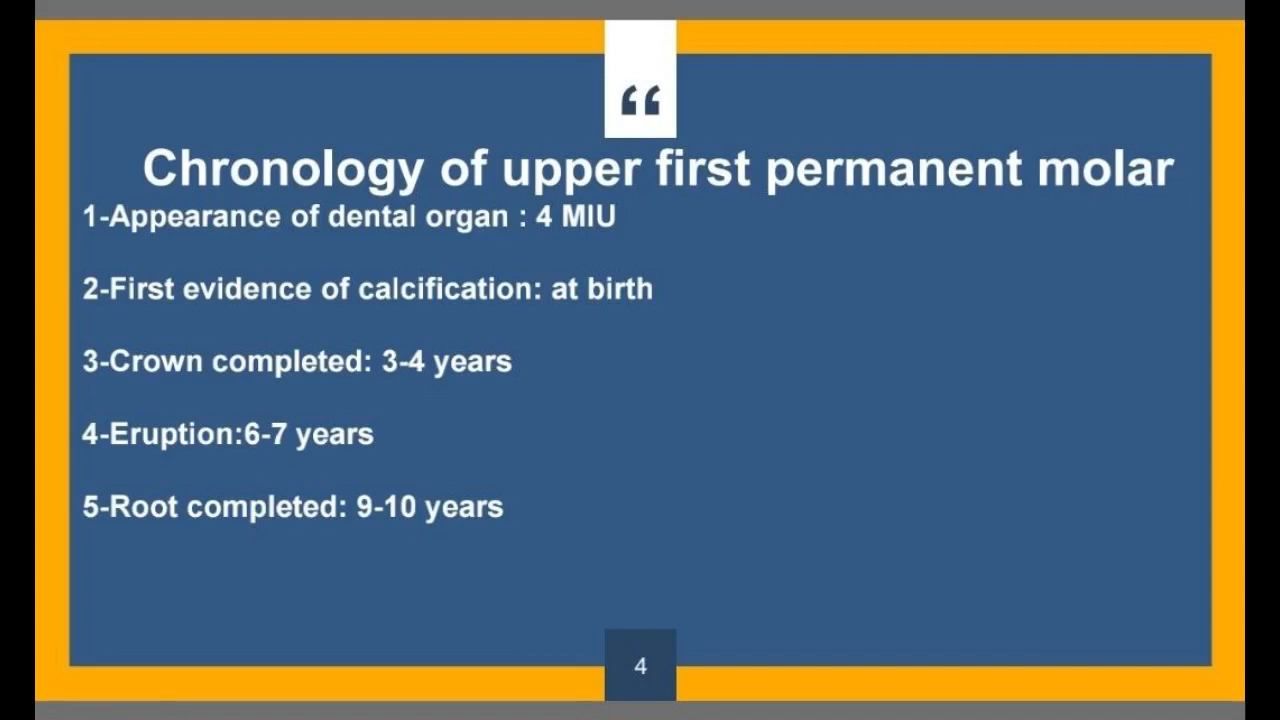 “
Chronology of upper first permanent molar
1-Appearance of dental organ : 4 MIU
2-First evidence of calcification: at birth
3-Crown completed: 3-4 years
4-Eruption:6-7 years
5-Root completed: 9-10 years
4